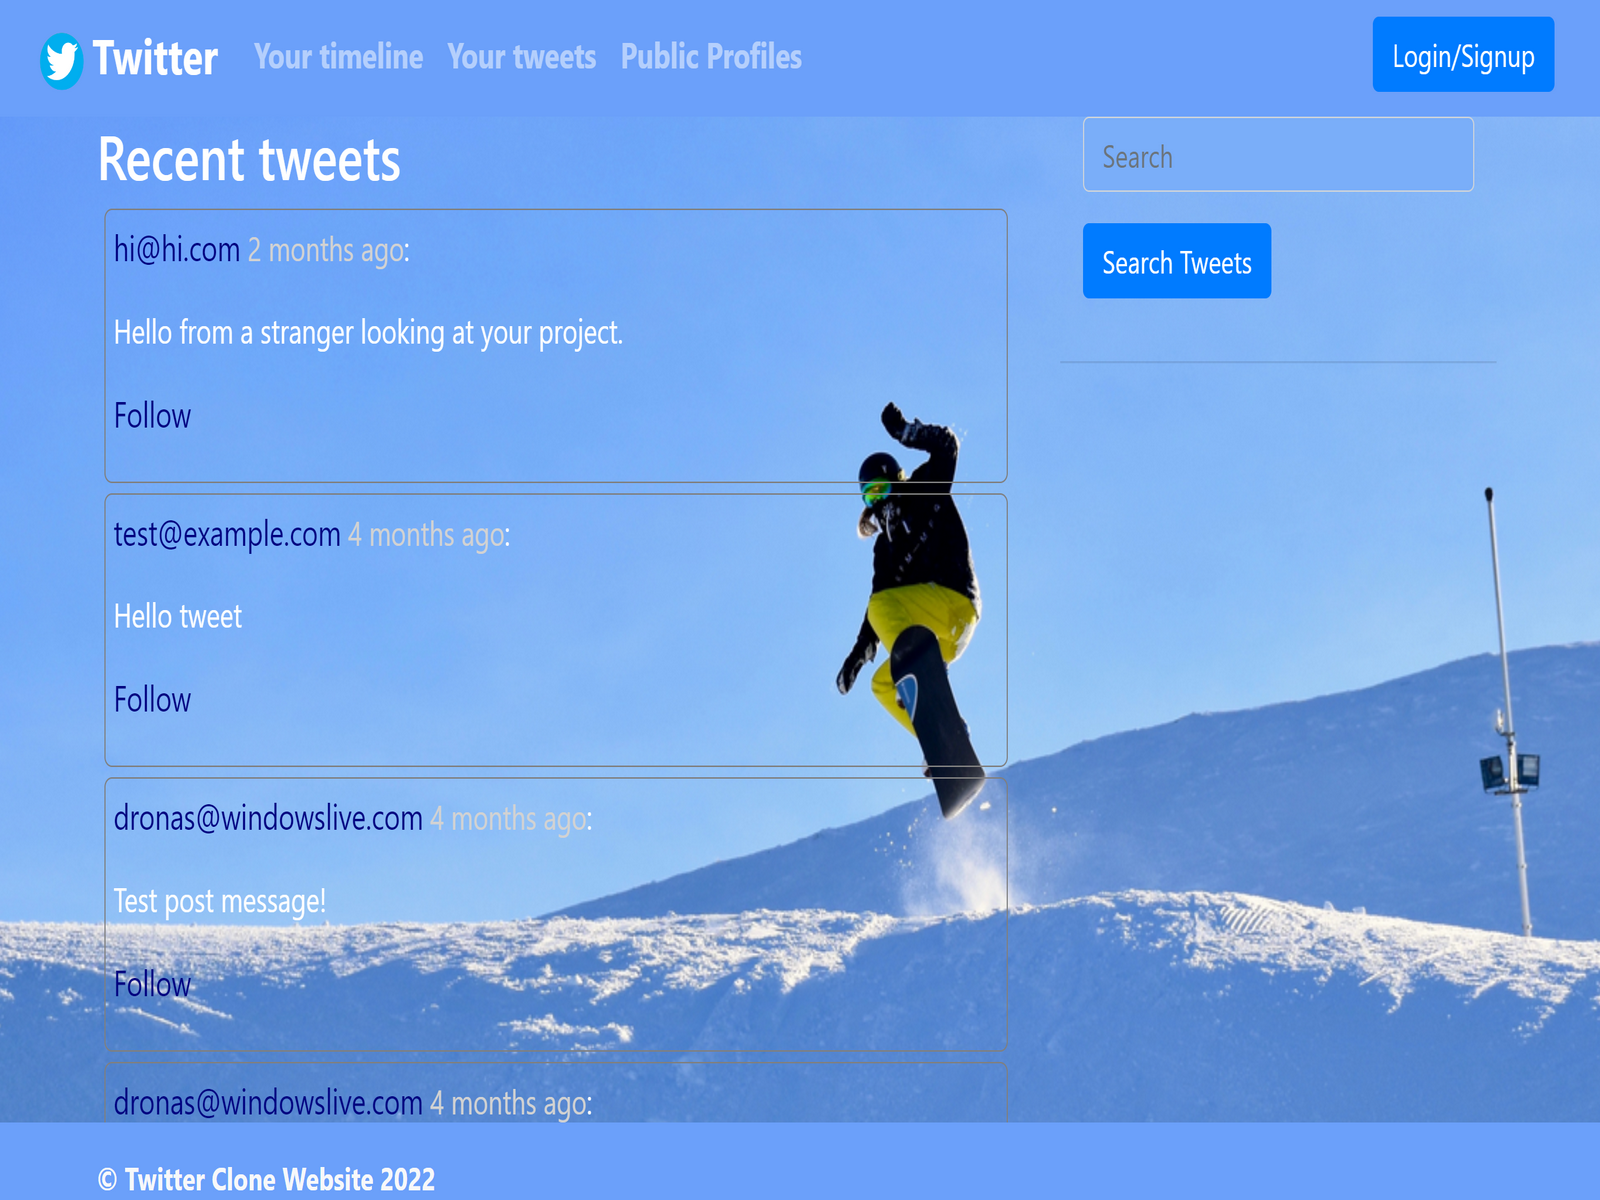 Twitter Your timeline Your tweets Public Profiles Login/Signup
Recent tweets
Search
Search Tweets
hi@hi.com 2 months ago:
Hello from a stranger looking at your project.
Follow
test@example.com 4 months ago:
Hello tweet
Follow
dronas@windowslive.com 4 months ago:
Test post message!
Follow
dronas@windowslive.com 4 months ago:
© Twitter Clone Website 2022